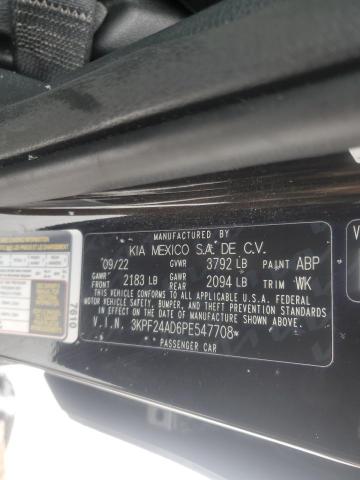 MANUFACTURED BY
KIA MEXICO S.A. DE C.V.
09/22 GVWR 3792 LB PAINT ABP
GAWR FRONT 2183 LB GAWR REAR 2094 LB TRIM WK
THIS VEHICLE CONFORMS TO ALL APPLICABLE U.S.A. FEDERAL
MOTOR VEHICLE SAFETY, BUMPER, AND THEFT PREVENTION STANDARDS
IN EFFECT ON THE DATE OF MANUFACTURE SHOWN ABOVE.
V.I.N. 3KPF24AD6PE547708*
PASSENGER CAR
7610
V